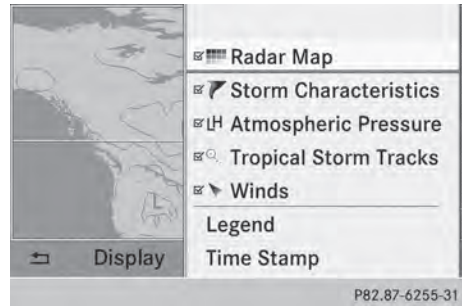 Radar Map
Storm Characteristics
LH Atmospheric Pressure
Tropical Storm Tracks
Winds
Legend
Display
Time Stamp
P82.87-6255-31